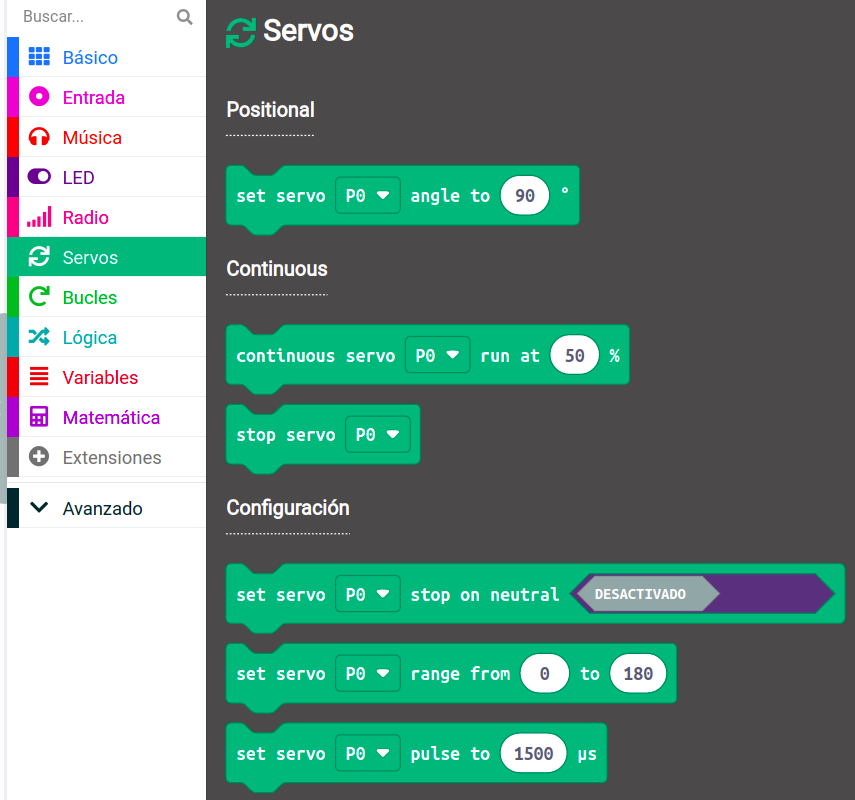 Buscar...
Básico
Entrada
Música
LED
Radio
Servos
Bucles
Lógica
Variables
Matemática
Extensiones
Avanzado
Servos
Positional
set servo P0 angle to 90 °
Continuous
continuous servo P0 run at 50 %
stop servo P0
Configuración
set servo P0 stop on neutral DESACTIVADO
set servo P0 range from 0 to 180
set servo P0 pulse to 1500 µs